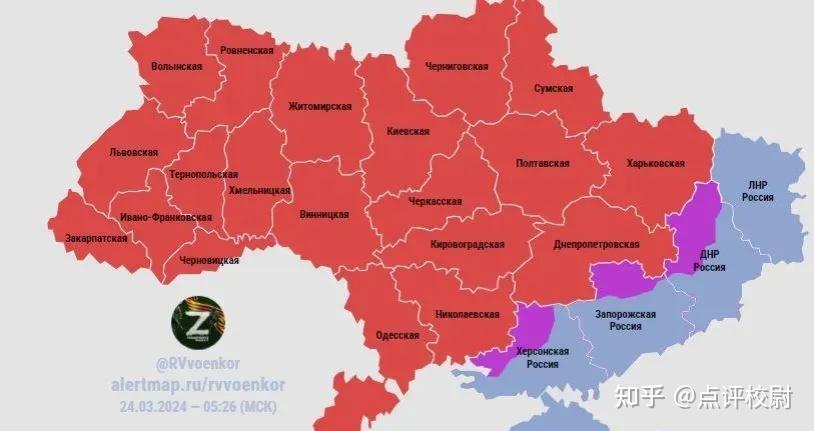 Волынская
Ровненская
Житомирская
Черниговская
Сумская
Киевская
Львовская
Тернопольская
Хмельницкая
Полтавская
Харьковская
ЛНР
Россия
Ивано-Франковская
Винницкая
Черкасская
Закарпатская
Черновицкая
Кировоградская
Днепропетровская
ДНР
Россия
Одесская
Николаевская
Запорожская
Россия
Херсонская
Россия
Z
@RVvoenkor
alertmap.ru/rvvoenkor
24.03.2024 — 05:26 (МСК)
知乎 @点评校尉